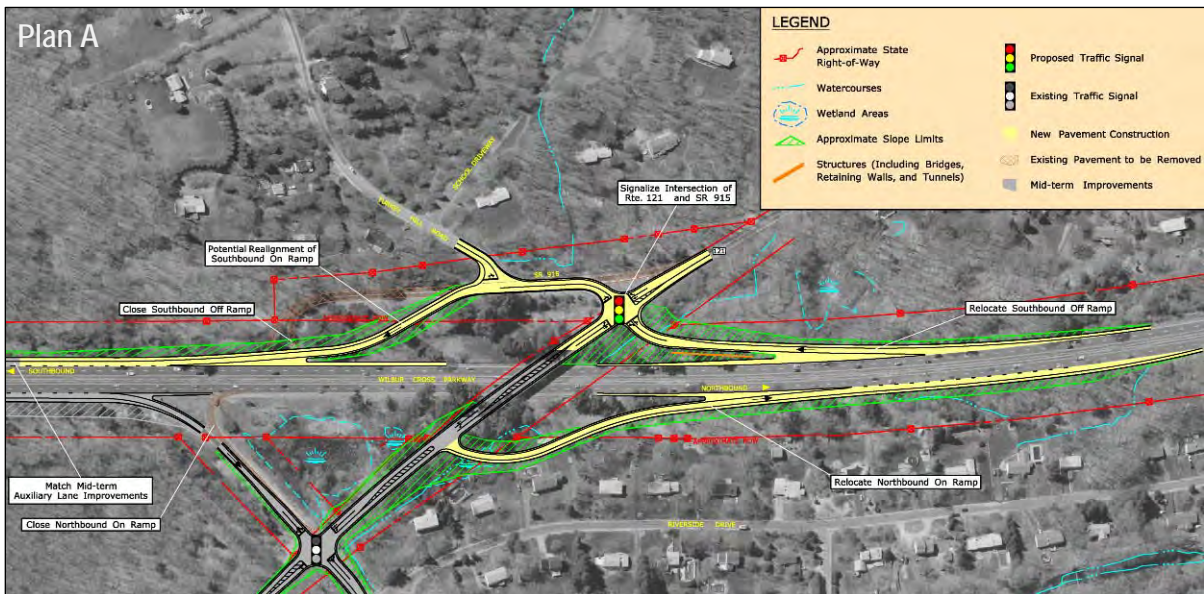 Plan A
LEGEND
Approximate State
Right-of-Way
Watercourses
Wetland Areas
Approximate Slope Limits
Structures (Including Bridges,
Retaining Walls, and Tunnels)
Proposed Traffic Signal
Existing Traffic Signal
New Pavement Construction
Existing Pavement to be Removed
Mid-term Improvements
SCHOOL DRIVEWAY
Signalize Intersection of
Rte. 121 and SR 915
Potential Realignment of
Southbound On Ramp
121
SR 915
Close Southbound Off Ramp
Relocate Southbound Off Ramp
SOUTHBOUND
WILBUR CROSS PARKWAY
NORTHBOUND
Match Mid-term
Auxiliary Lane Improvements
Close Northbound On Ramp
Relocate Northbound On Ramp
RIVERSIDE DRIVE